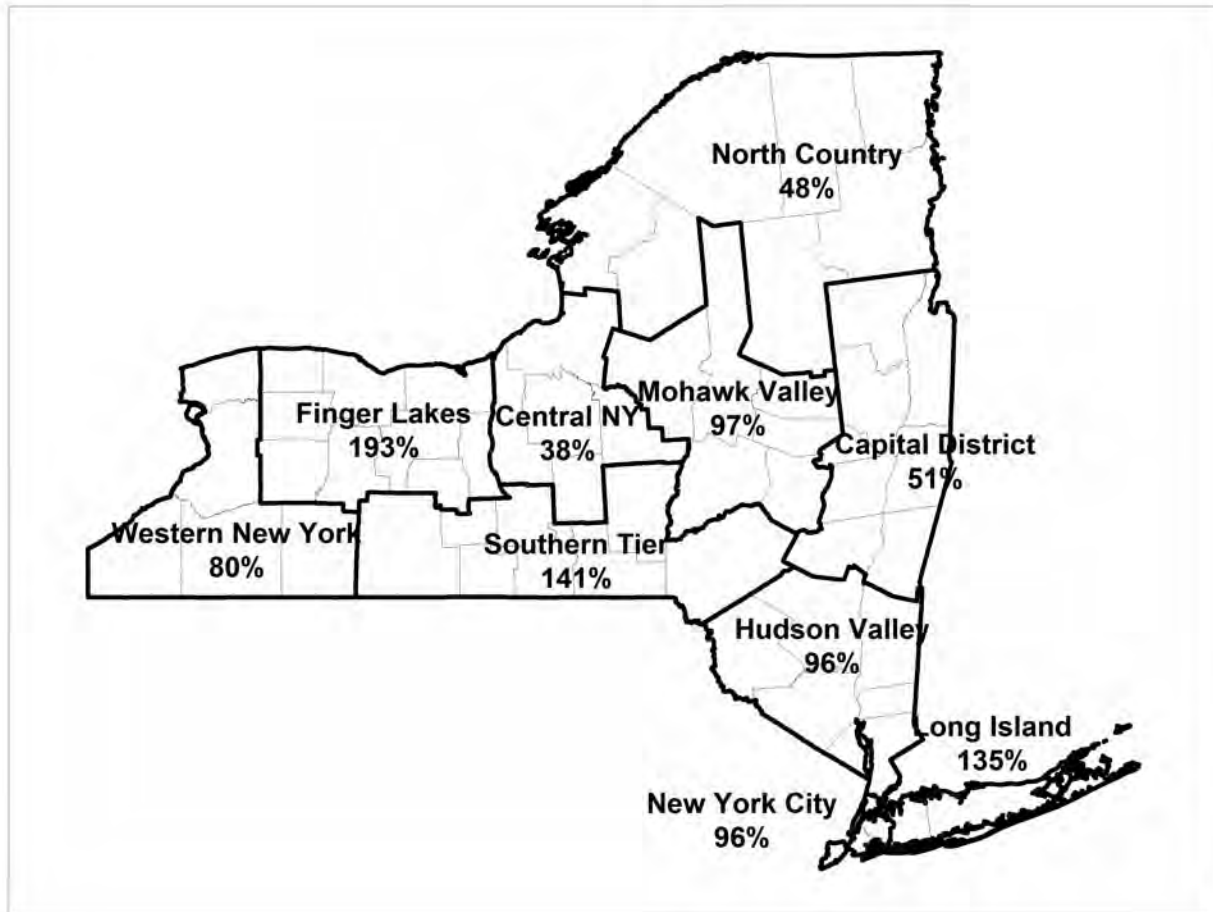 North Country
48%
Mohawk Valley
97%
Finger Lakes
193%
Central NY
38%
Capital District
51%
Western New York
80%
Southern Tier
141%
Hudson Valley
96%
Long Island
135%
New York City
96%